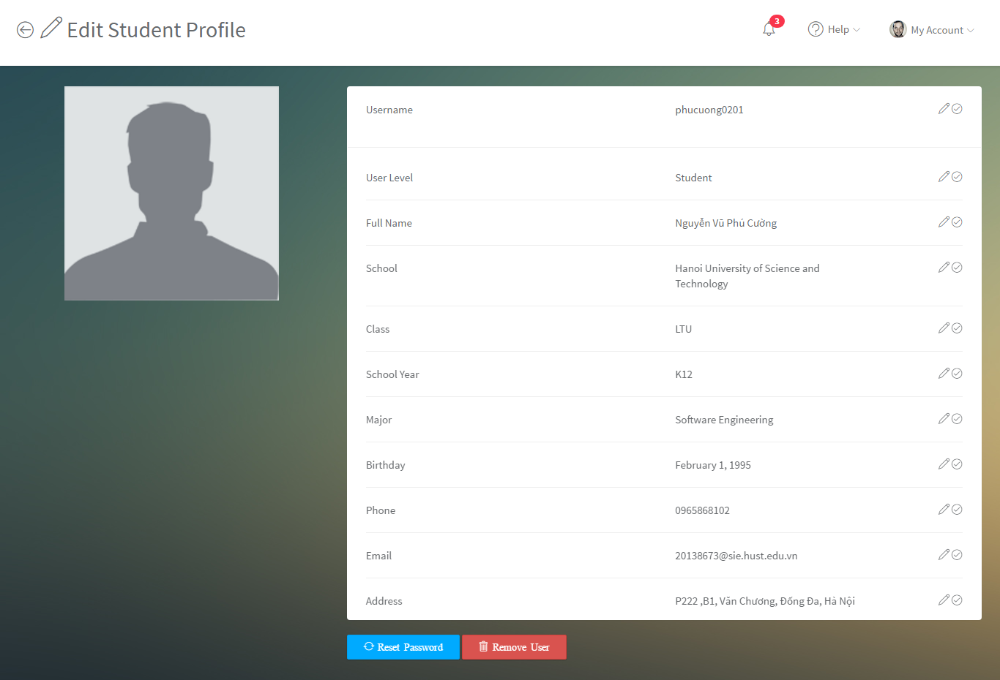 Edit Student Profile
3
Help
My Account
Username phucuong0201
User Level Student
Full Name Nguyễn Vũ Phú Cường
School Hanoi University of Science and
Technology
Class LTU
School Year K12
Major Software Engineering
Birthday February 1, 1995
Phone 0965868102
Email 20138673@sie.hust.edu.vn
Address P222 ,B1, Văn Chương, Đống Đa, Hà Nội
Reset Password Remove User